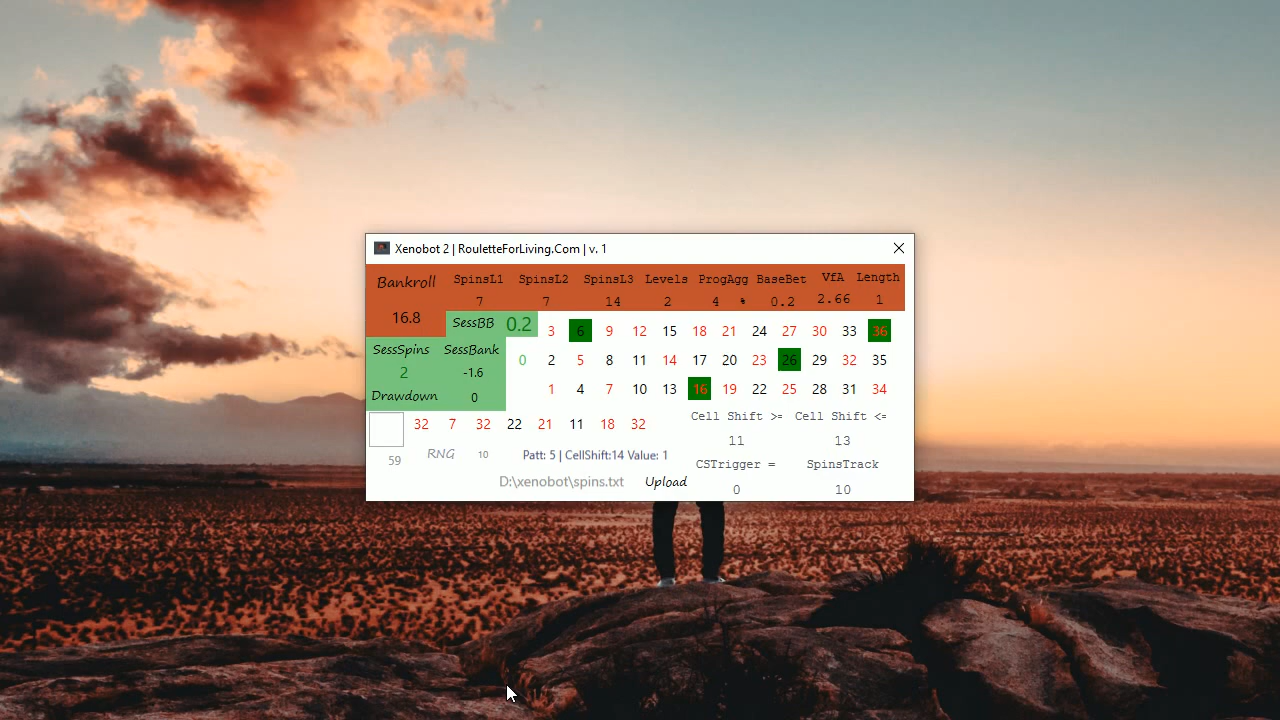 Xenobot 2 | RouletteForLiving.Com | v. 1
Bankroll SpinsL1 SpinsL2 SpinsL3 Levels ProgAgg BaseBet VfA Length
16.8 7 7 14 2 4 % 0.2 2.66 1
SessBB 0.2 3 6 9 12 15 18 21 24 27 30 33 36
SessSpins SessBank 0 2 5 8 11 14 17 20 23 26 29 32 35
2 -1.6
Drawdown 0 1 4 7 10 13 16 19 22 25 28 31 34
32 7 32 22 21 11 18 32 Cell Shift >= Cell Shift <=
11 13
59 RNG 10 Patt: 5 | CellShift:14 Value: 1 CSTrigger = SpinsTrack
D:\xenobot\spins.txt Upload 0 10